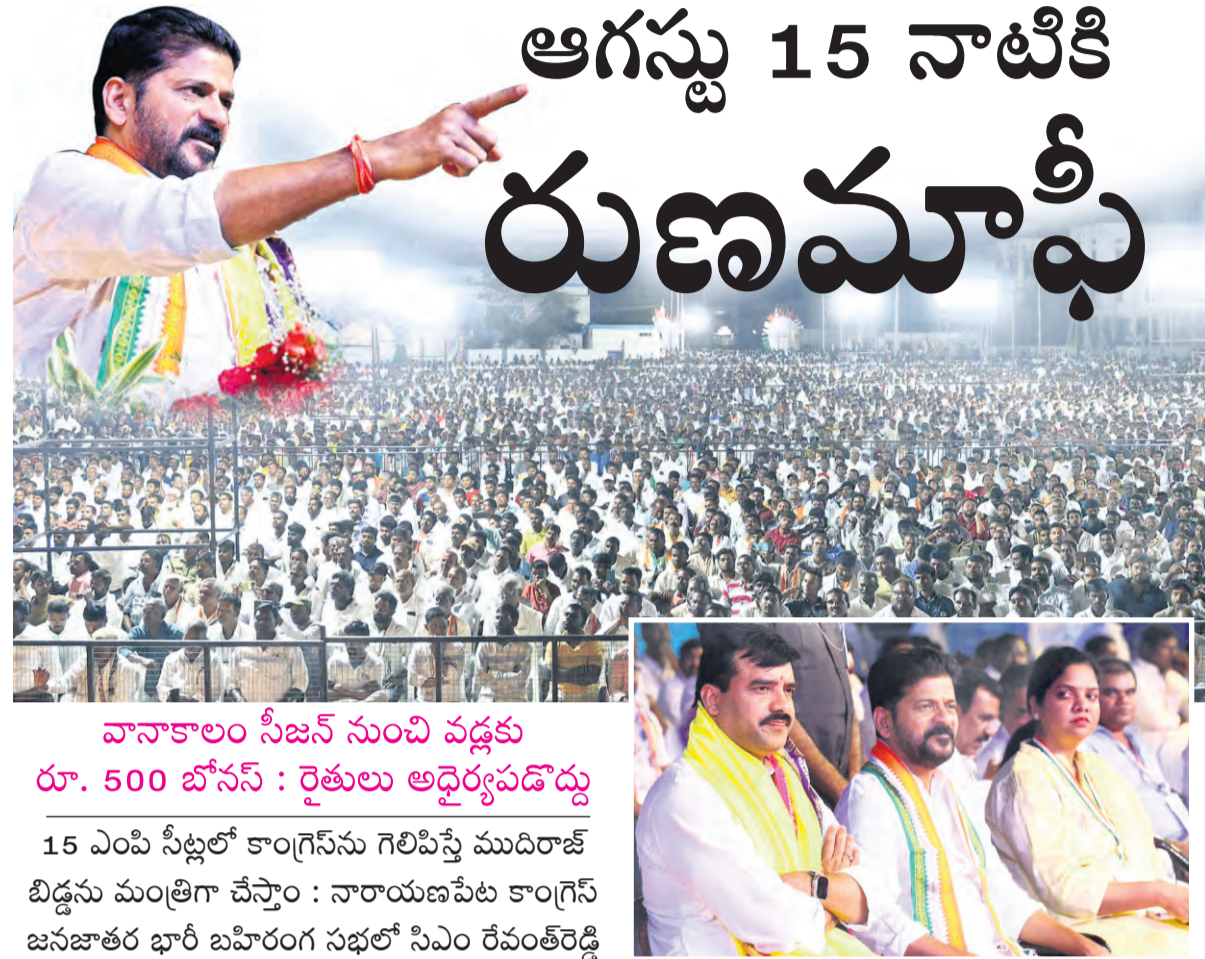 ఆగస్టు 15 నాటికి
రుణమాఫీ
వానాకాలం సీజన్ నుంచి వడ్లకు
రూ. 500 బోనస్ : రైతులు అధైర్యపడొద్దు
15 ఎంపి సీట్లలో కాంగ్రెస్‌ను గెలిపిస్తే ముదిరాజ్
బిడ్డను మంత్రిగా చేస్తాం : నారాయణపేట కాంగ్రెస్
జనజాతర భారీ బహిరంగ సభలో సిఎం రేవంత్‌రెడ్డి